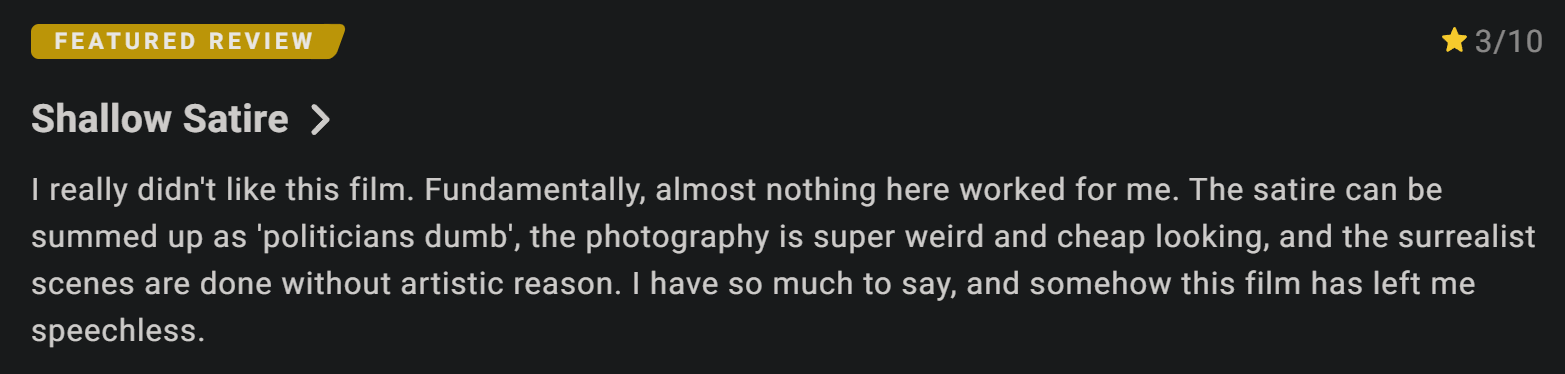 FEATURED REVIEW
3/10
Shallow Satire
I really didn't like this film. Fundamentally, almost nothing here worked for me. The satire can be
summed up as 'politicians dumb', the photography is super weird and cheap looking, and the surrealist
scenes are done without artistic reason. I have so much to say, and somehow this film has left me
speechless.